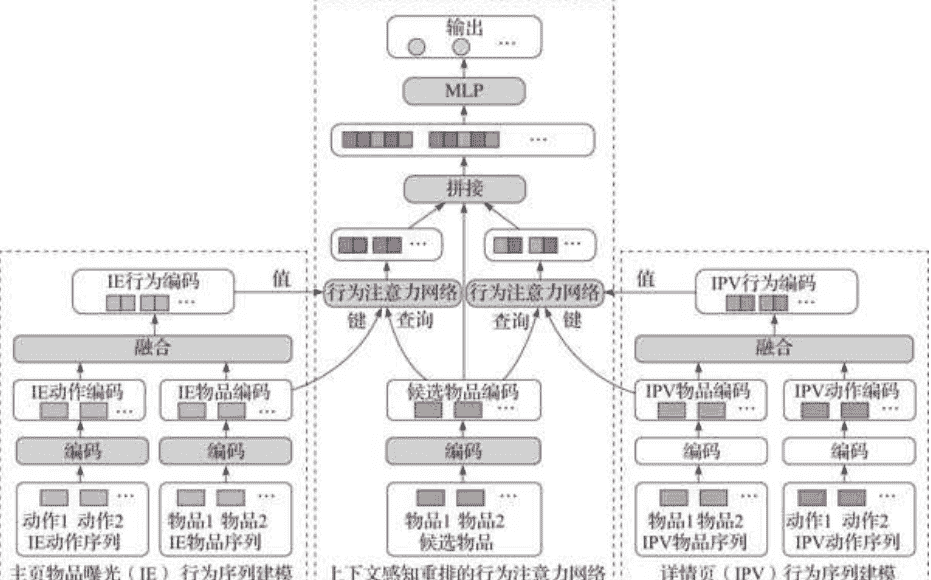 输出
...
MLP
...
拼接
...
...
IE行为编码
...
值
行为注意力网络
行为注意力网络
值
IPV行为编码
...
键
查询
查询
键
融合
融合
IE动作编码
...
IE物品编码
...
候选物品编码
...
IPV物品编码
...
IPV动作编码
...
编码
编码
编码
编码
编码
...
动作1 动作2
IE动作序列
...
物品1 物品2
IE物品序列
...
物品1 物品2
候选物品
...
物品1 物品2
IPV物品序列
...
动作1 动作2
IPV动作序列
主页物品曝光（IE）行为序列建模
上下文感知重排的行为注意力网络
详情页（IPV）行为序列建模